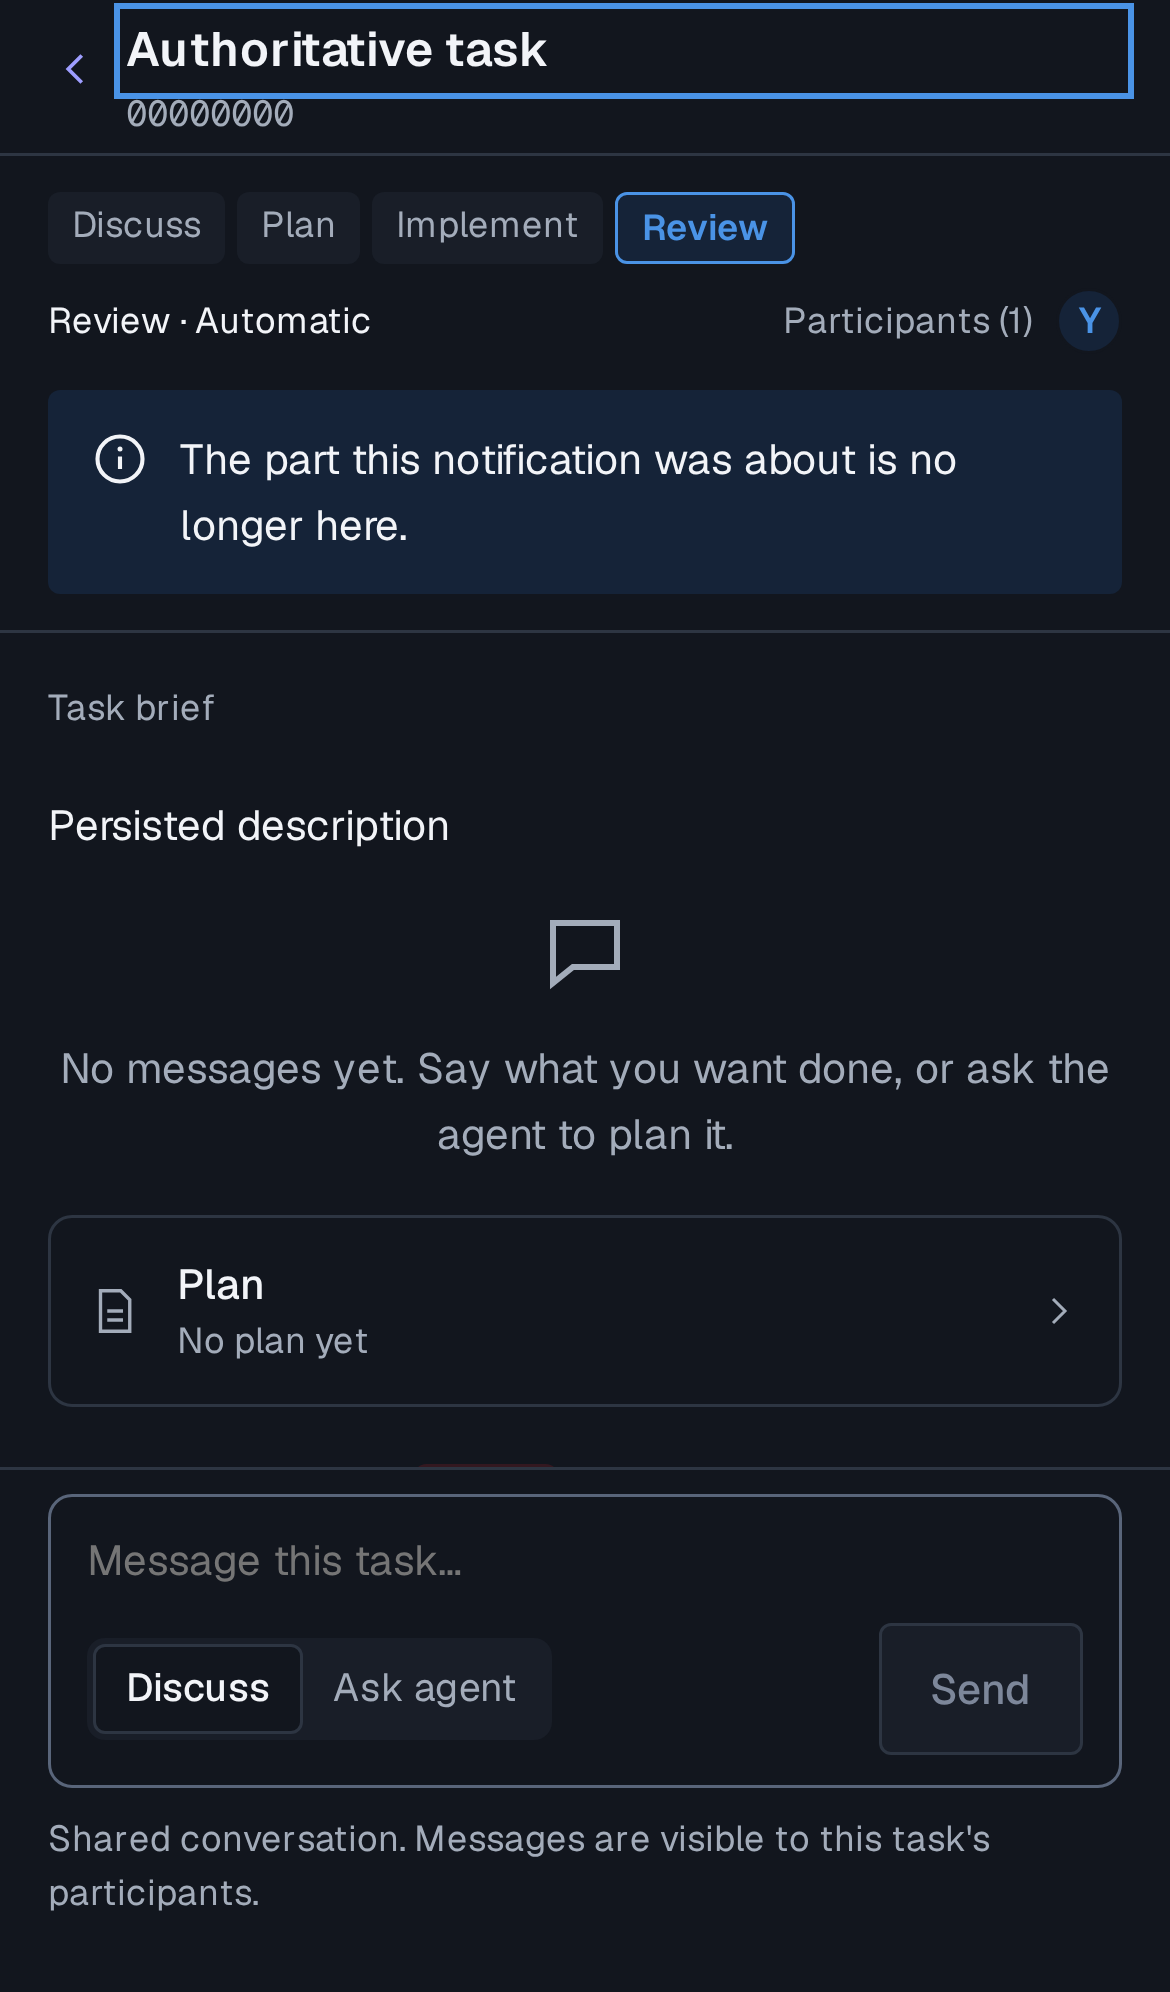 Authoritative task
00000000
Discuss
Plan
Implement
Review
Review · Automatic
Participants (1)
Y
The part this notification was about is no
longer here.
Task brief
Persisted description
No messages yet. Say what you want done, or ask the
agent to plan it.
Plan
No plan yet
Message this task…
Discuss
Ask agent
Send
Shared conversation. Messages are visible to this task's
participants.